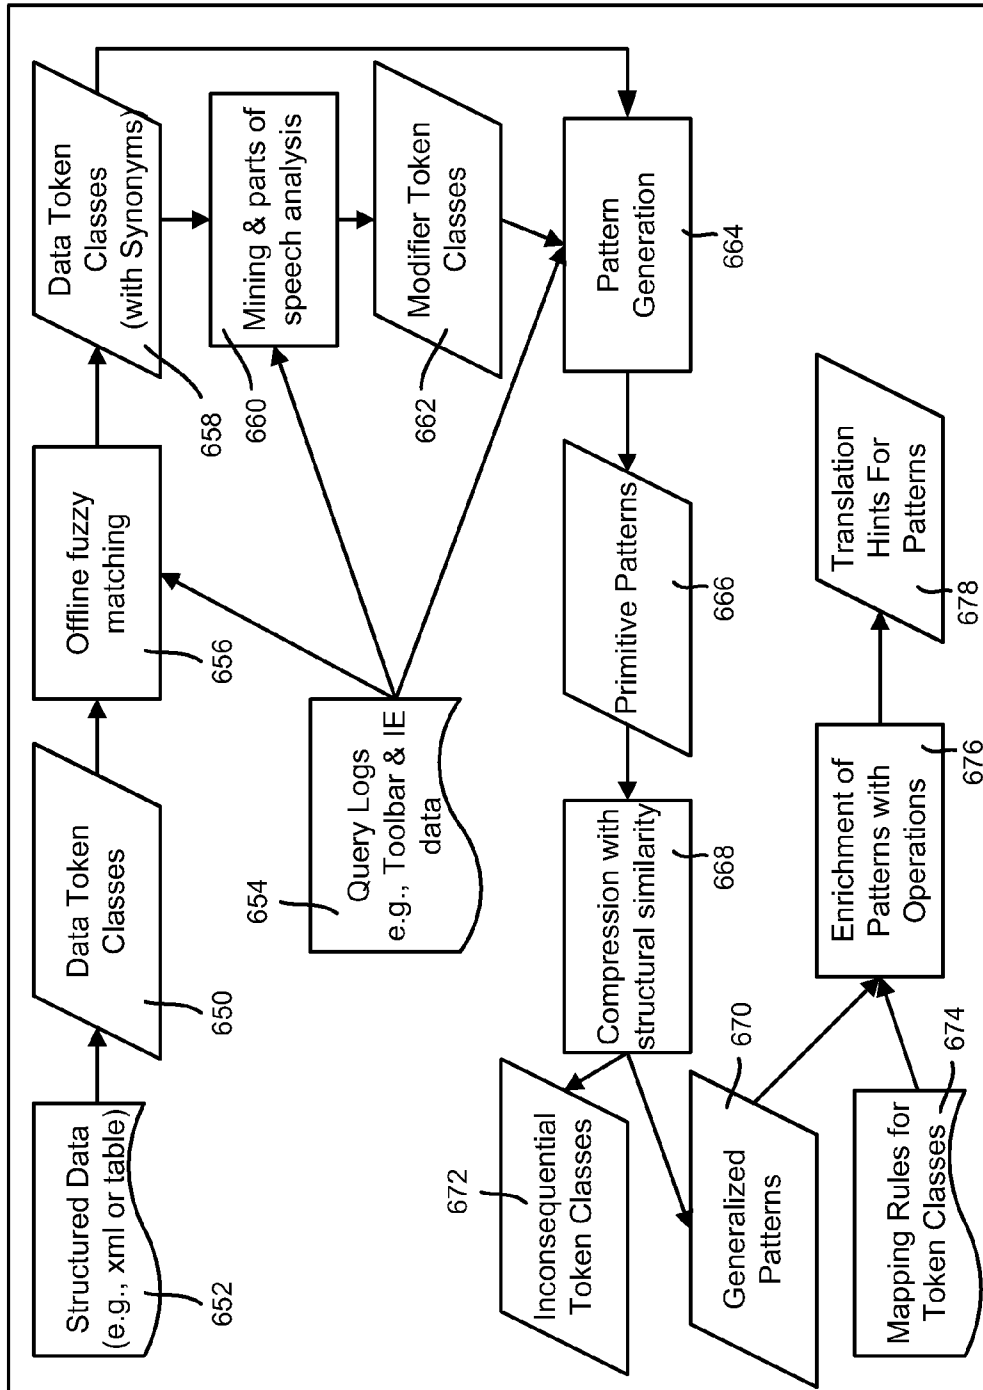 Structured Data
(e.g., xml or table)
652
Data Token
Classes
650
Offline fuzzy
matching
656
Data Token
Classes
(with Synonyms)
658
Query Logs
e.g., Toolbar & IE
data
654
Mining & parts of
speech analysis
660
Modifier Token
Classes
662
Pattern
Generation
664
Primitive Patterns
666
Compression with
structural similarity
668
Inconsequential
Token Classes
672
Generalized
Patterns
670
Mapping Rules for
Token Classes
674
Enrichment of
Patterns with
Operations
676
Translation
Hints For
Patterns
678